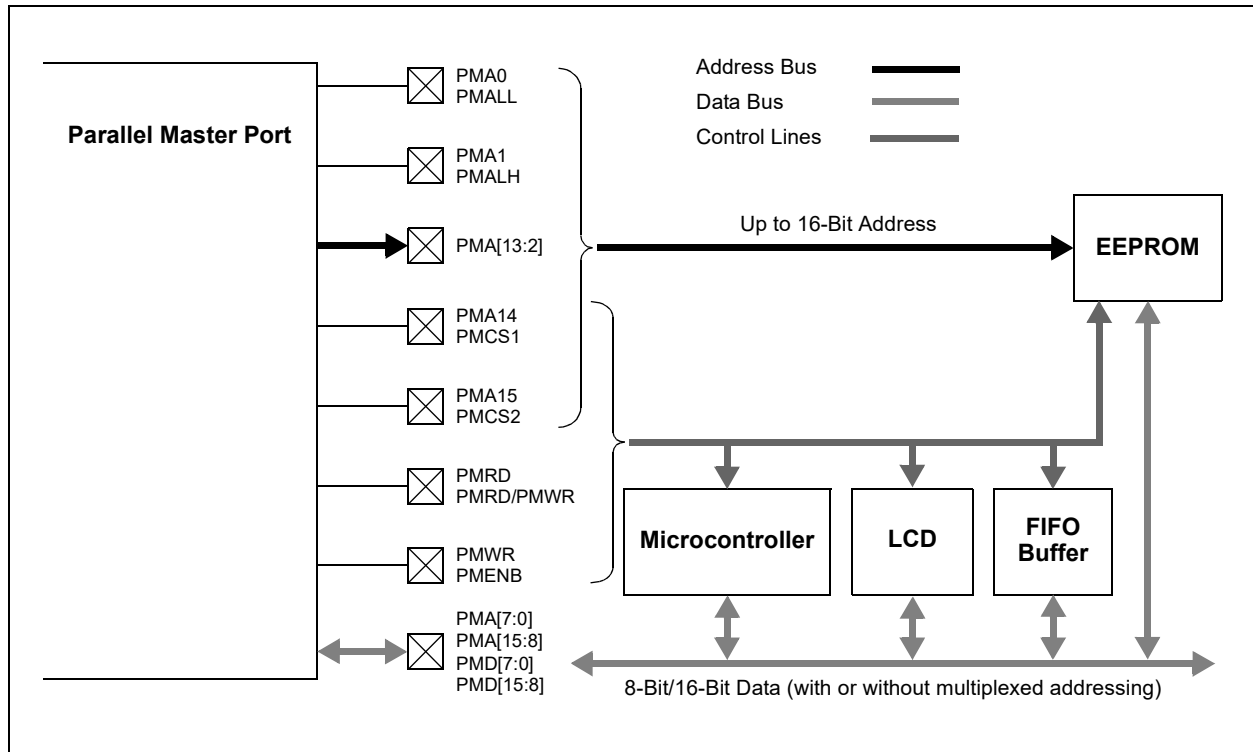 Parallel Master Port
PMA0
PMALL
PMA1
PMALH
PMA[13:2]
PMA14
PMCS1
PMA15
PMCS2
PMRD
PMRD/PMWR
PMWR
PMENB
PMA[7:0]
PMA[15:8]
PMD[7:0]
PMD[15:8]
Address Bus
Data Bus
Control Lines
Up to 16-Bit Address
EEPROM
Microcontroller
LCD
FIFO
Buffer
8-Bit/16-Bit Data (with or without multiplexed addressing)